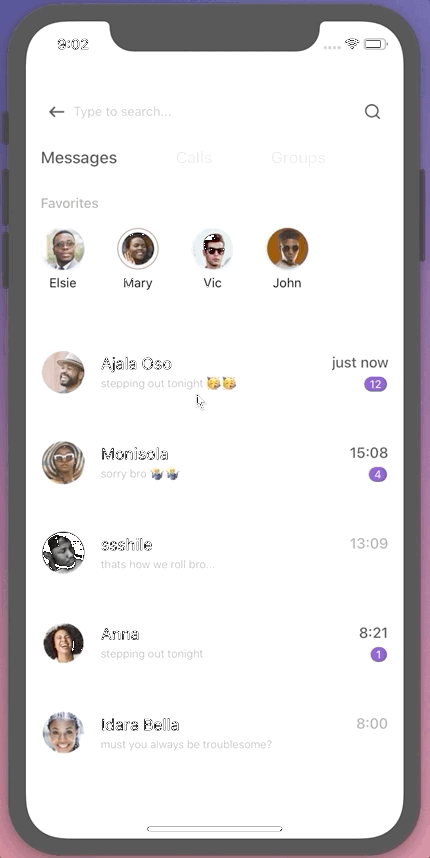 9:02
Type to search...
Messages Calls Groups
Favorites
Elsie Mary Vic John
Ajala Oso just now
stepping out tonight 🥳🥳 12
Monisola 15:08
sorry bro 🤷‍♂️🤷‍♂️ 4
ssshile 13:09
thats how we roll bro...
Anna 8:21
stepping out tonight 1
Idara Bella 8:00
must you always be troublesome?